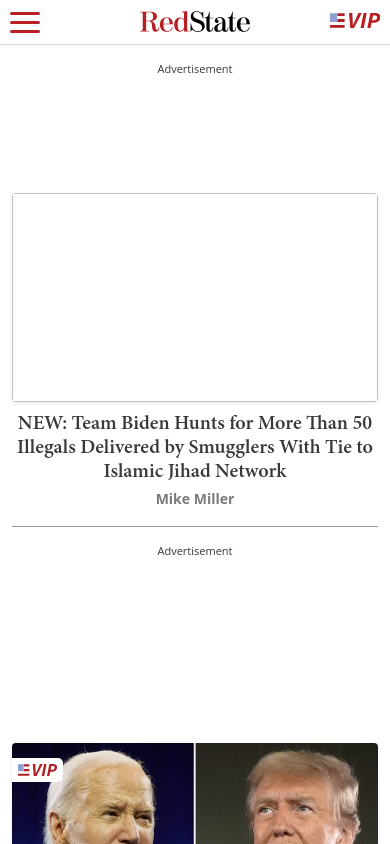 RedState
VIP
Advertisement
NEW: Team Biden Hunts for More Than 50
Illegals Delivered by Smugglers With Tie to
Islamic Jihad Network
Mike Miller
Advertisement
VIP